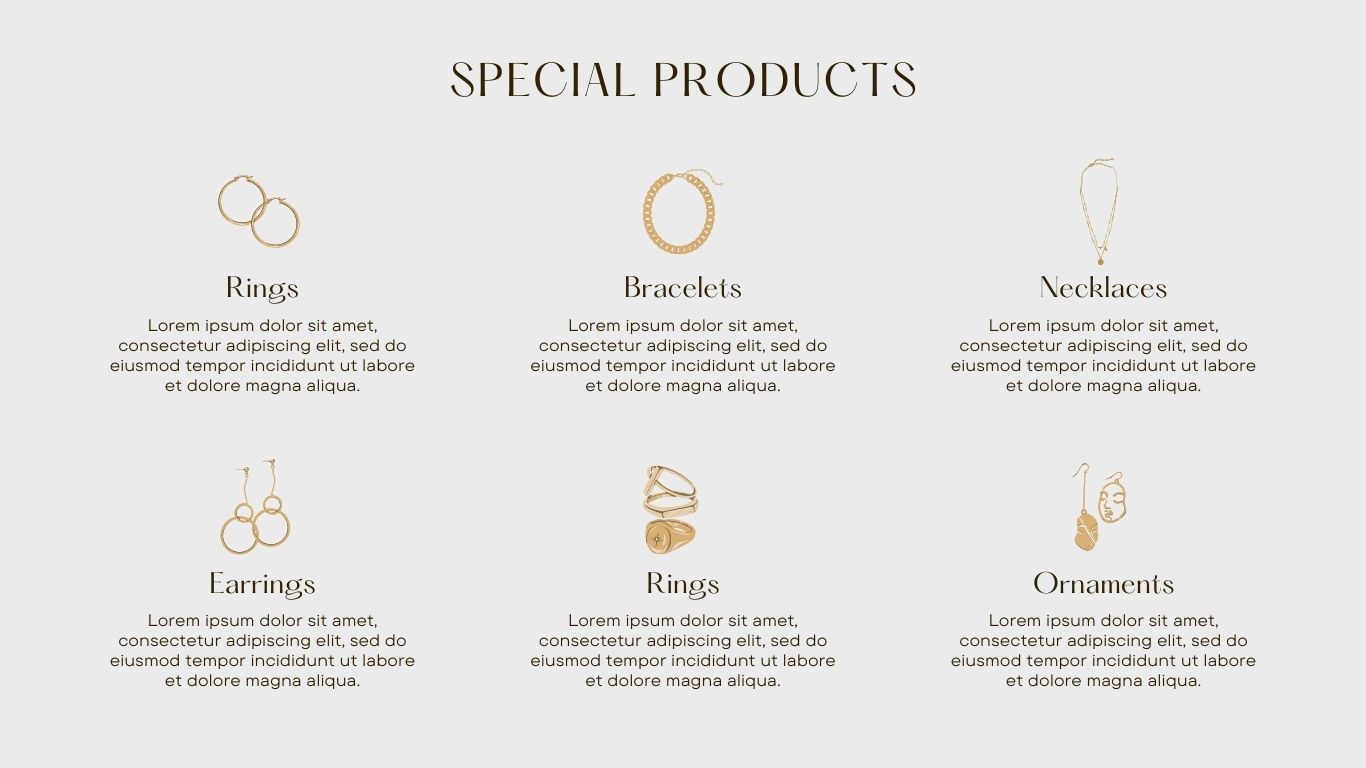 SPECIAL PRODUCTS
Rings
Lorem ipsum dolor sit amet,
consectetur adipiscing elit, sed do
eiusmod tempor incididunt ut labore
et dolore magna aliqua.
Bracelets
Lorem ipsum dolor sit amet,
consectetur adipiscing elit, sed do
eiusmod tempor incididunt ut labore
et dolore magna aliqua.
Necklaces
Lorem ipsum dolor sit amet,
consectetur adipiscing elit, sed do
eiusmod tempor incididunt ut labore
et dolore magna aliqua.
Earrings
Lorem ipsum dolor sit amet,
consectetur adipiscing elit, sed do
eiusmod tempor incididunt ut labore
et dolore magna aliqua.
Rings
Lorem ipsum dolor sit amet,
consectetur adipiscing elit, sed do
eiusmod tempor incididunt ut labore
et dolore magna aliqua.
Ornaments
Lorem ipsum dolor sit amet,
consectetur adipiscing elit, sed do
eiusmod tempor incididunt ut labore
et dolore magna aliqua.